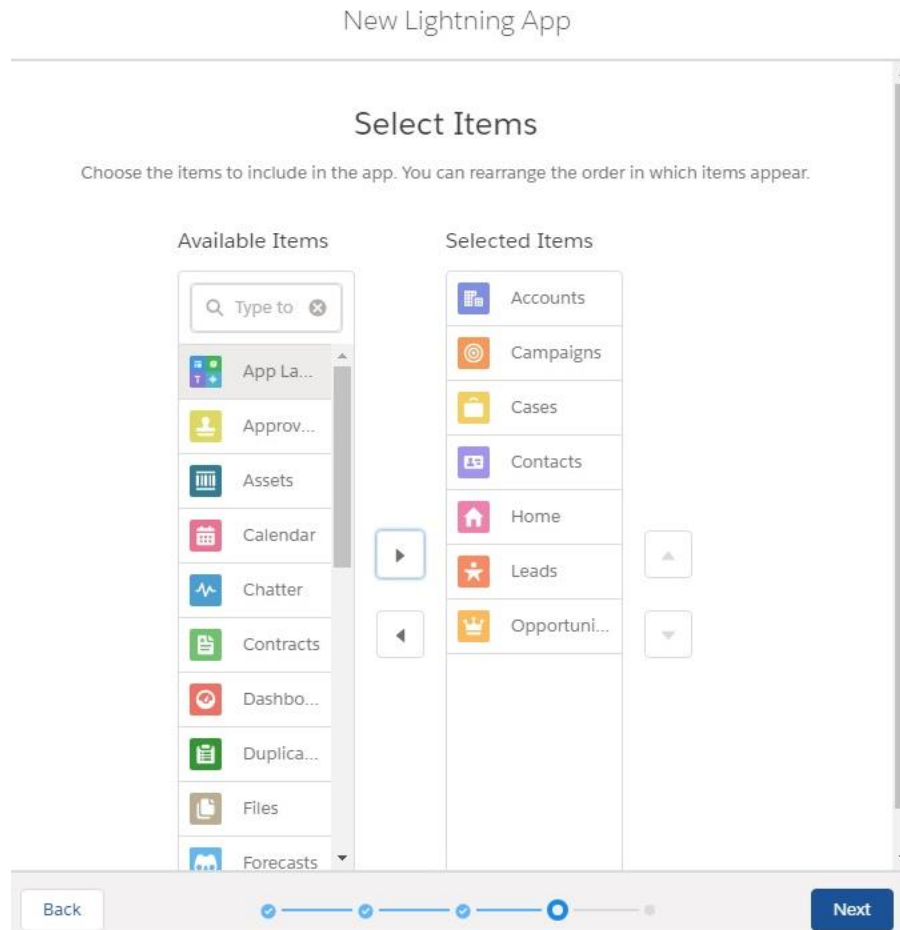 New Lightning App
Select Items
Choose the items to include in the app. You can rearrange the order in which items appear.
Available Items
Type to
App La...
Approv...
Assets
Calendar
Chatter
Contracts
Dashbo...
Duplica...
Files
Forecasts
Selected Items
Accounts
Campaigns
Cases
Contacts
Home
Leads
Opportuni...
Back
Next